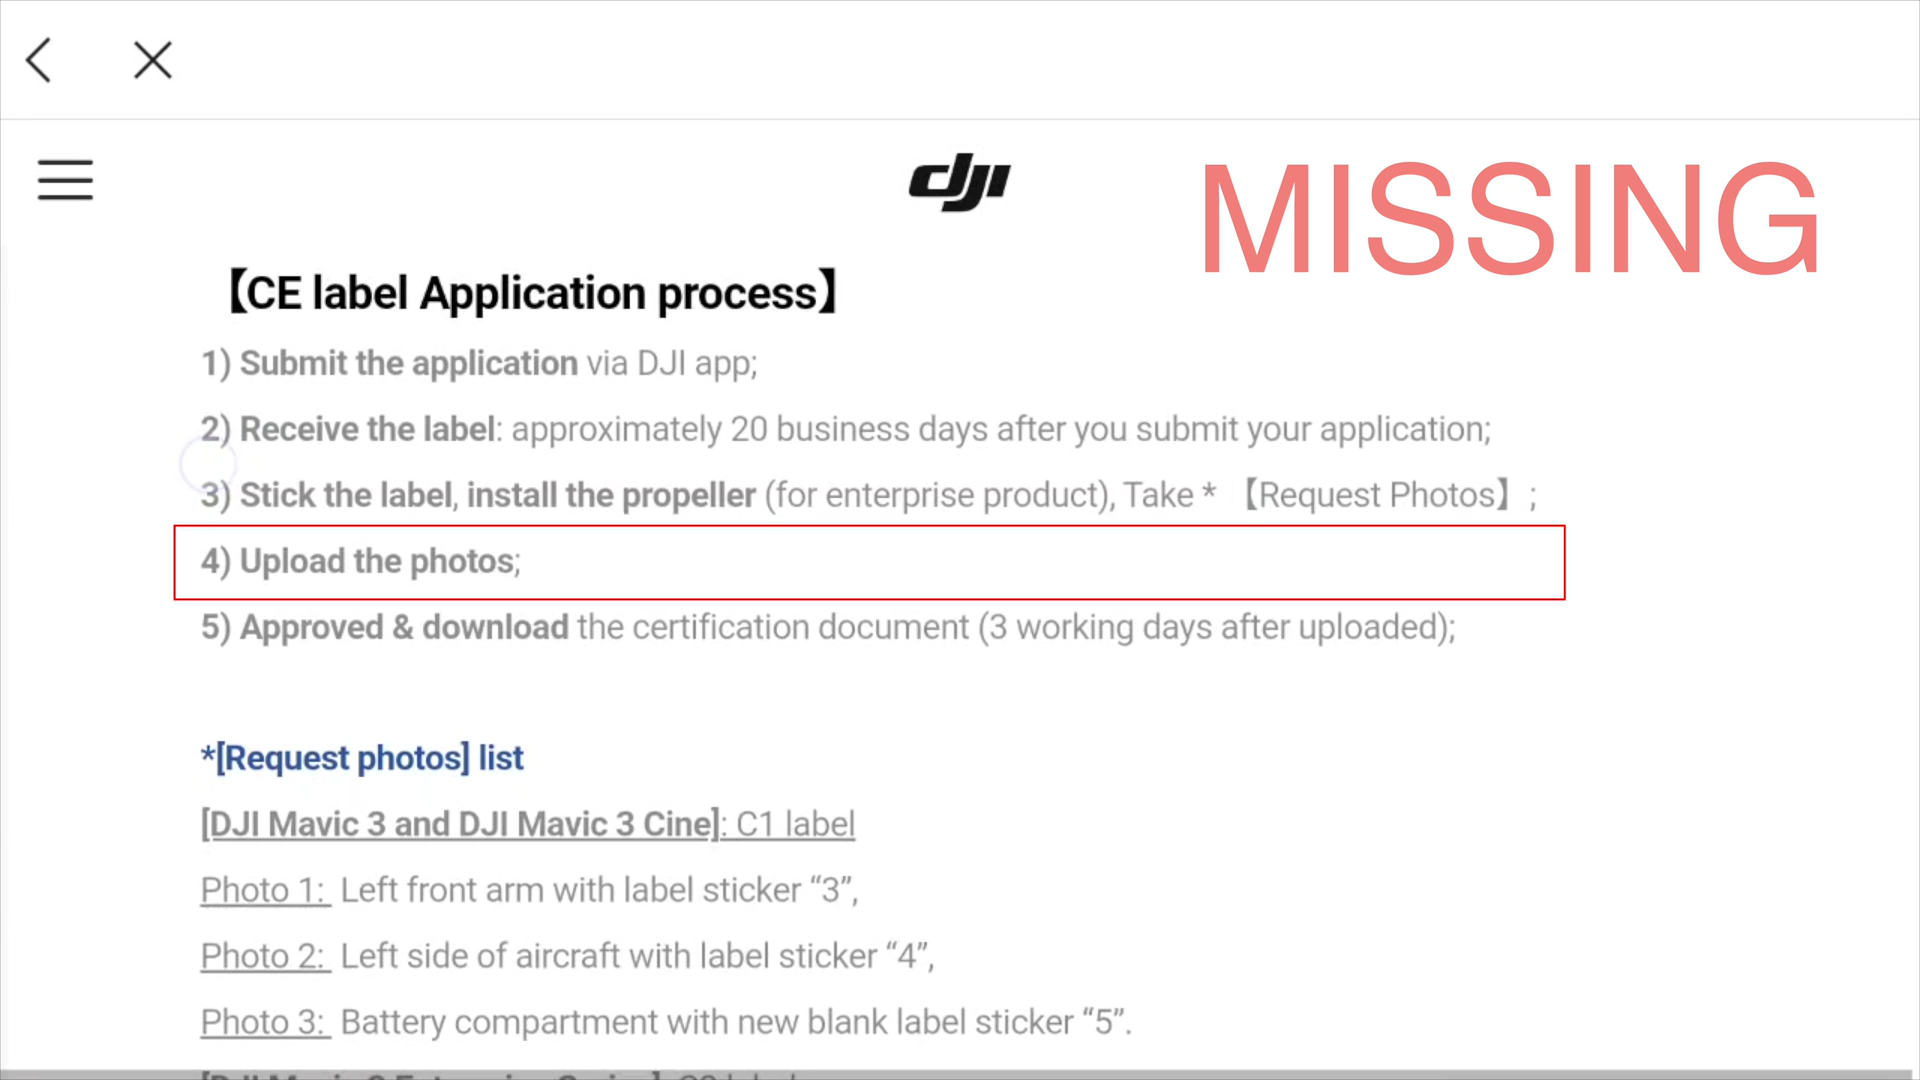 dji
MISSING
【CE label Application process】
1) Submit the application via DJI app;
2) Receive the label: approximately 20 business days after you submit your application;
3) Stick the label, install the propeller (for enterprise product), Take * 【Request Photos】;
4) Upload the photos;
5) Approved & download the certification document (3 working days after uploaded);
*[Request photos] list
[DJI Mavic 3 and DJI Mavic 3 Cine]: C1 label
Photo 1: Left front arm with label sticker “3”,
Photo 2: Left side of aircraft with label sticker “4”,
Photo 3: Battery compartment with new blank label sticker “5”.